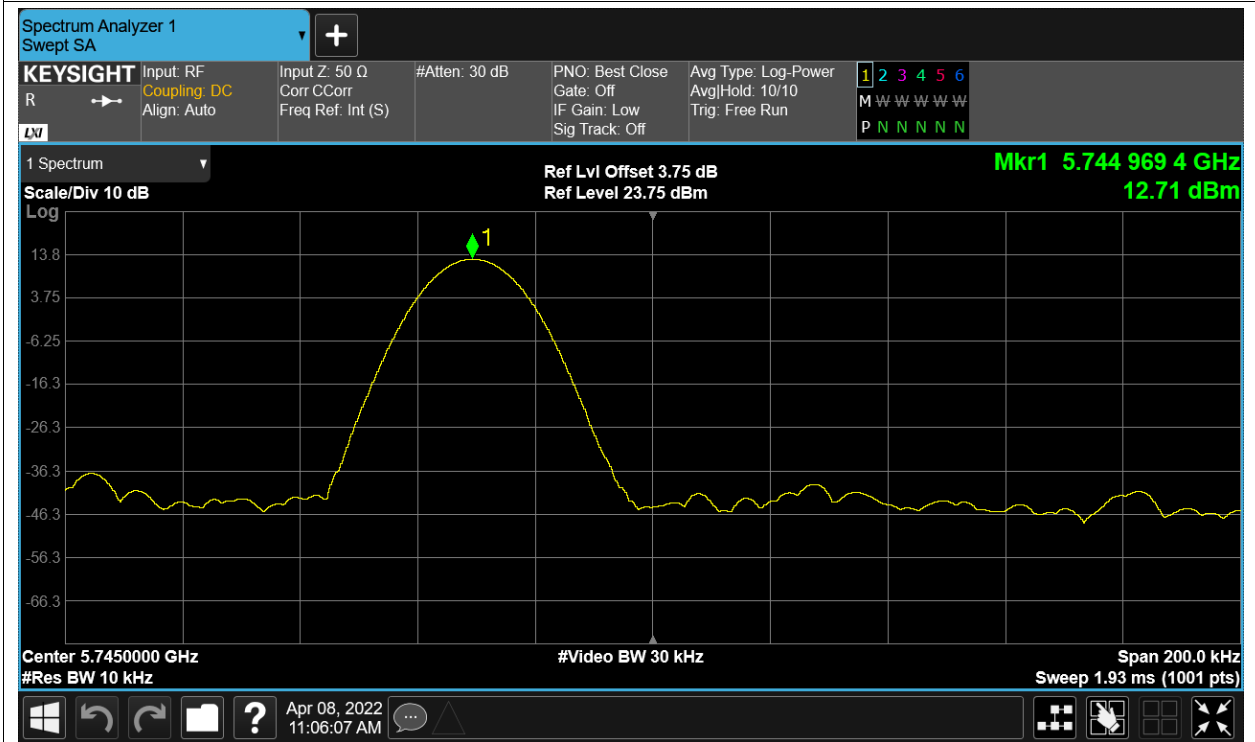 Spectrum Analyzer 1
Swept SA
+
KEYSIGHT
R
LXI
Input: RF
Coupling: DC
Align: Auto
Input Z: 50 Ω
Corr CCorr
Freq Ref: Int (S)
#Atten: 30 dB
PNO: Best Close
Gate: Off
IF Gain: Low
Sig Track: Off
Avg Type: Log-Power
Avg|Hold: 10/10
Trig: Free Run
1 2 3 4 5 6
M W W W W W
P N N N N N
1 Spectrum
Scale/Div 10 dB
Log
Ref Lvl Offset 3.75 dB
Ref Level 23.75 dBm
Mkr1 5.744 969 4 GHz
12.71 dBm
1
13.8
3.75
-6.25
-16.3
-26.3
-36.3
-46.3
-56.3
-66.3
Center 5.7450000 GHz
#Video BW 30 kHz
Span 200.0 kHz
#Res BW 10 kHz
Sweep 1.93 ms (1001 pts)
?
Apr 08, 2022
11:06:07 AM